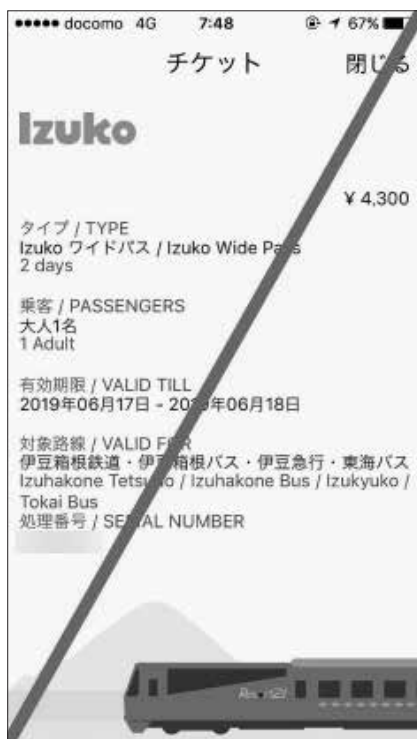 docomo 4G 7:48 67%
チケット 閉じる
Izuko
¥ 4,300
タイプ / TYPE
Izuko ワイドパス / Izuko Wide Pass
2 days
乗客 / PASSENGERS
大人1名
1 Adult
有効期限 / VALID TILL
2019年06月17日 - 2019年06月18日
対象路線 / VALID FOR
伊豆箱根鉄道・伊豆箱根バス・伊豆急行・東海バス
Izuhakone Tetsudo / Izuhakone Bus / Izukyuko /
Tokai Bus
処理番号 / SERIAL NUMBER